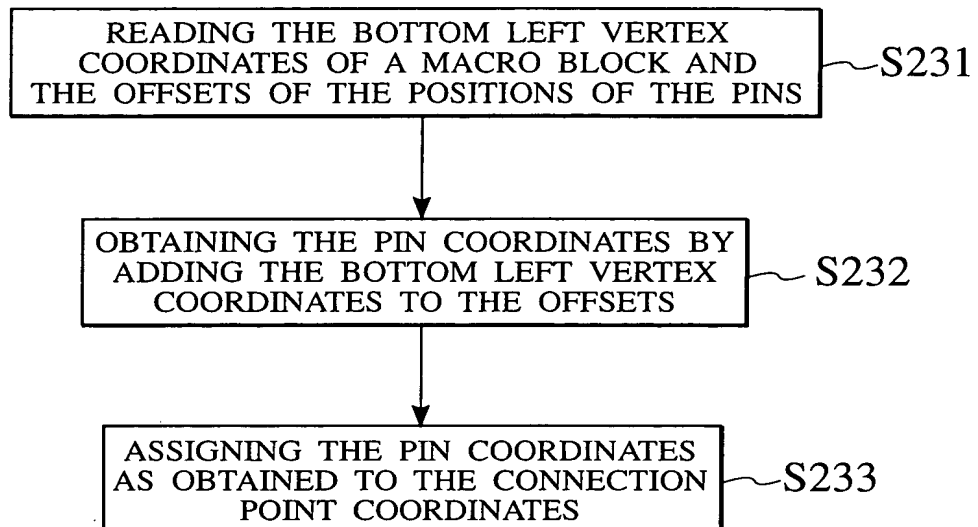 READING THE BOTTOM LEFT VERTEX
COORDINATES OF A MACRO BLOCK AND
THE OFFSETS OF THE POSITIONS OF THE PINS
S231
OBTAINING THE PIN COORDINATES BY
ADDING THE BOTTOM LEFT VERTEX
COORDINATES TO THE OFFSETS
S232
ASSIGNING THE PIN COORDINATES
AS OBTAINED TO THE CONNECTION
POINT COORDINATES
S233